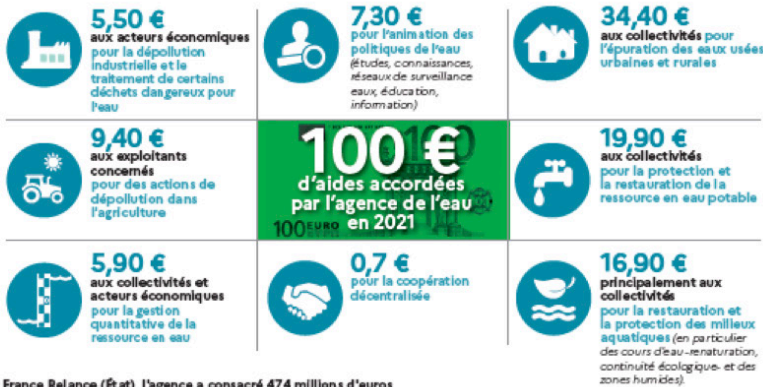 5,50 €
aux acteurs économiques
pour la dépollution
industrielle et le
traitement de certains
déchets dangereux pour
l'eau
7,30 €
pour l'animation des
politiques de l'eau
(études, connaissances,
réseaux de surveillance
eaux, éducation,
information)
34,40 €
aux collectivités pour
l'épuration des eaux usées
urbaines et rurales
9,40 €
aux exploitants
concernés
pour des actions de
dépollution dans
l'agriculture
100 €
d'aides accordées
par l'agence de l'eau
en 2021
100 EURO
19,90 €
aux collectivités
pour la protection et
la restauration de la
ressource en eau potable
5,90 €
aux collectivités et
acteurs économiques
pour la gestion
quantitative de la
ressource en eau
0,7 €
pour la coopération
décentralisée
16,90 €
principalement aux
collectivités
pour la restauration et
la protection des milieux
aquatiques (en particulier
des cours d'eau-renaturation,
continuité écologique- et des
zones humides).
France Relance (État), l'agence a consacré 474 millions d'euros